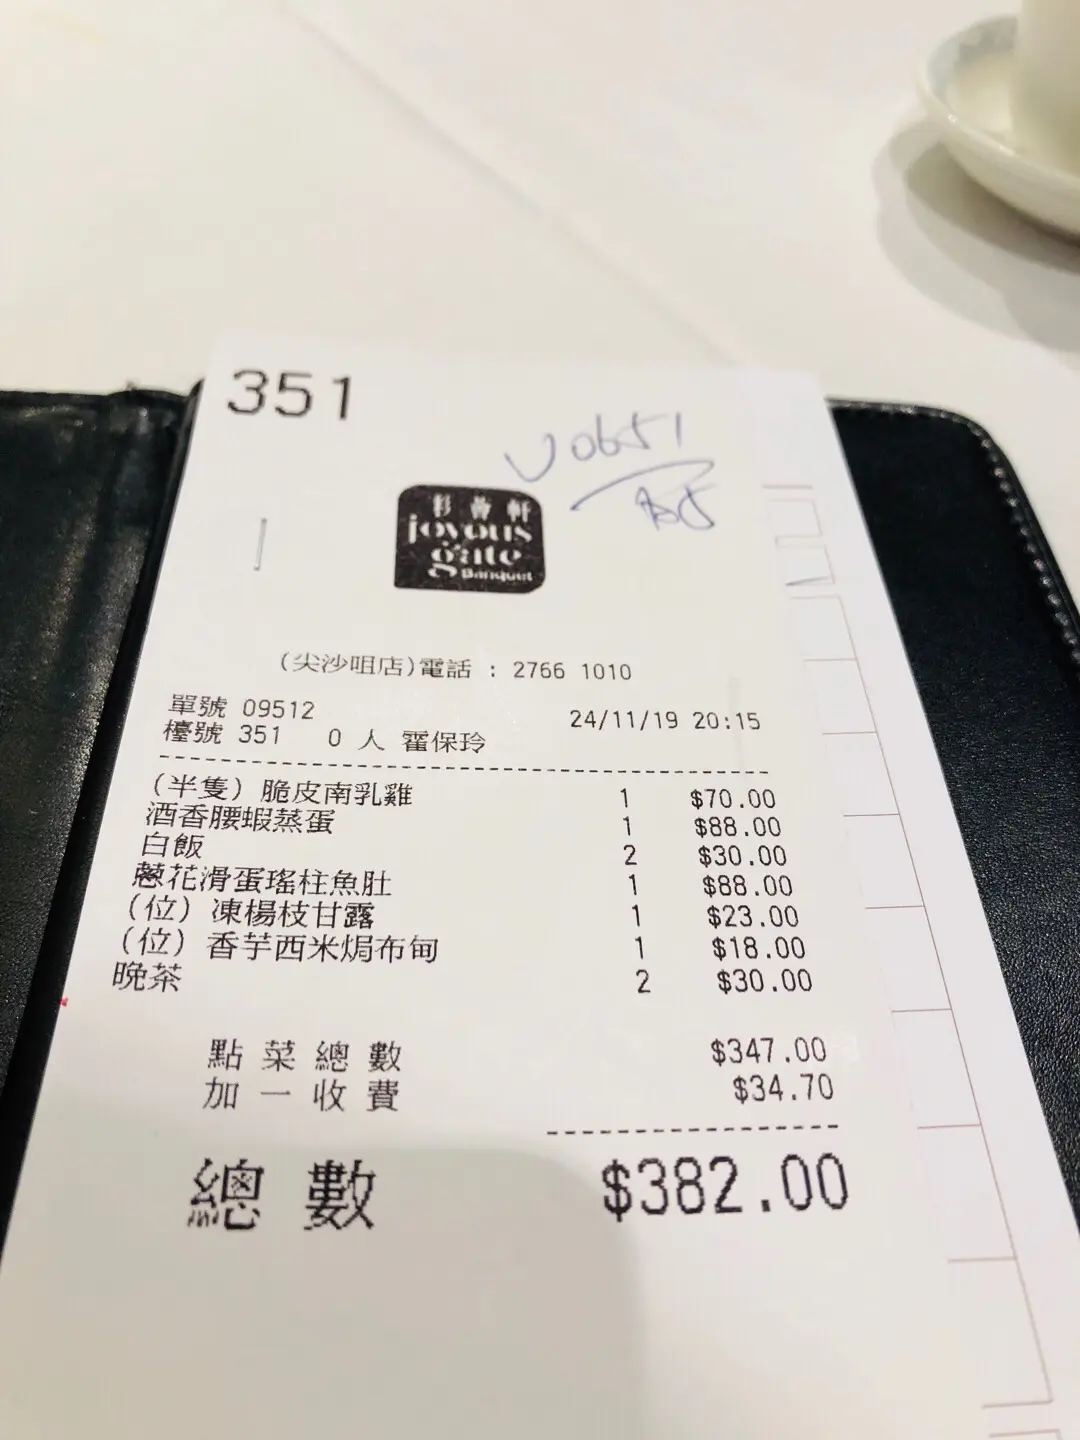 351
J0651
$5
彩薈軒
joyous
gate
Banquet
(尖沙咀店)電話 : 2766 1010
單號 09512 24/11/19 20:15
檯號 351 0 人 霍保玲
(半隻) 脆皮南乳雞 1 $70.00
酒香腰蝦蒸蛋 1 $88.00
白飯 2 $30.00
蔥花滑蛋瑤柱魚肚 1 $88.00
(位) 凍楊枝甘露 1 $23.00
(位) 香芋西米焗布甸 1 $18.00
晚茶 2 $30.00
點菜總數 $347.00
加一收費 $34.70
總數 $382.00